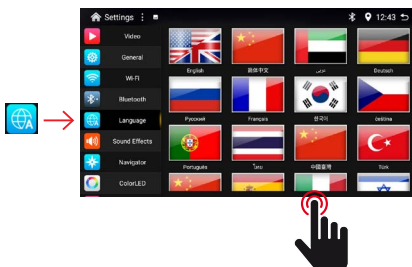 Settings
12:43
Video
General
Wi-Fi
Bluetooth
Language
Sound Effects
Navigator
ColorLED
English
简体中文
عربى
Deutsch
Русский
Français
한국어
čeština
Português
ไทย
中國臺灣
Türk
A